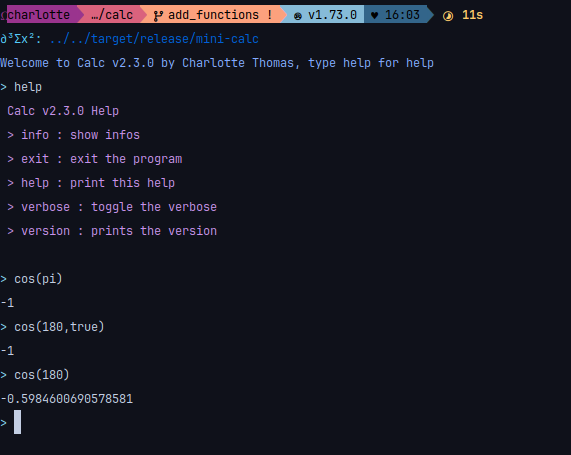 charlotte …/calc add_functions ! v1.73.0 ♥ 16:03 11s
∂³Σx²: ../../target/release/mini-calc
Welcome to Calc v2.3.0 by Charlotte Thomas, type help for help
> help
Calc v2.3.0 Help
> info : show infos
> exit : exit the program
> help : print this help
> verbose : toggle the verbose
> version : prints the version
> cos(pi)
-1
> cos(180,true)
-1
> cos(180)
-0.5984600690578581
>